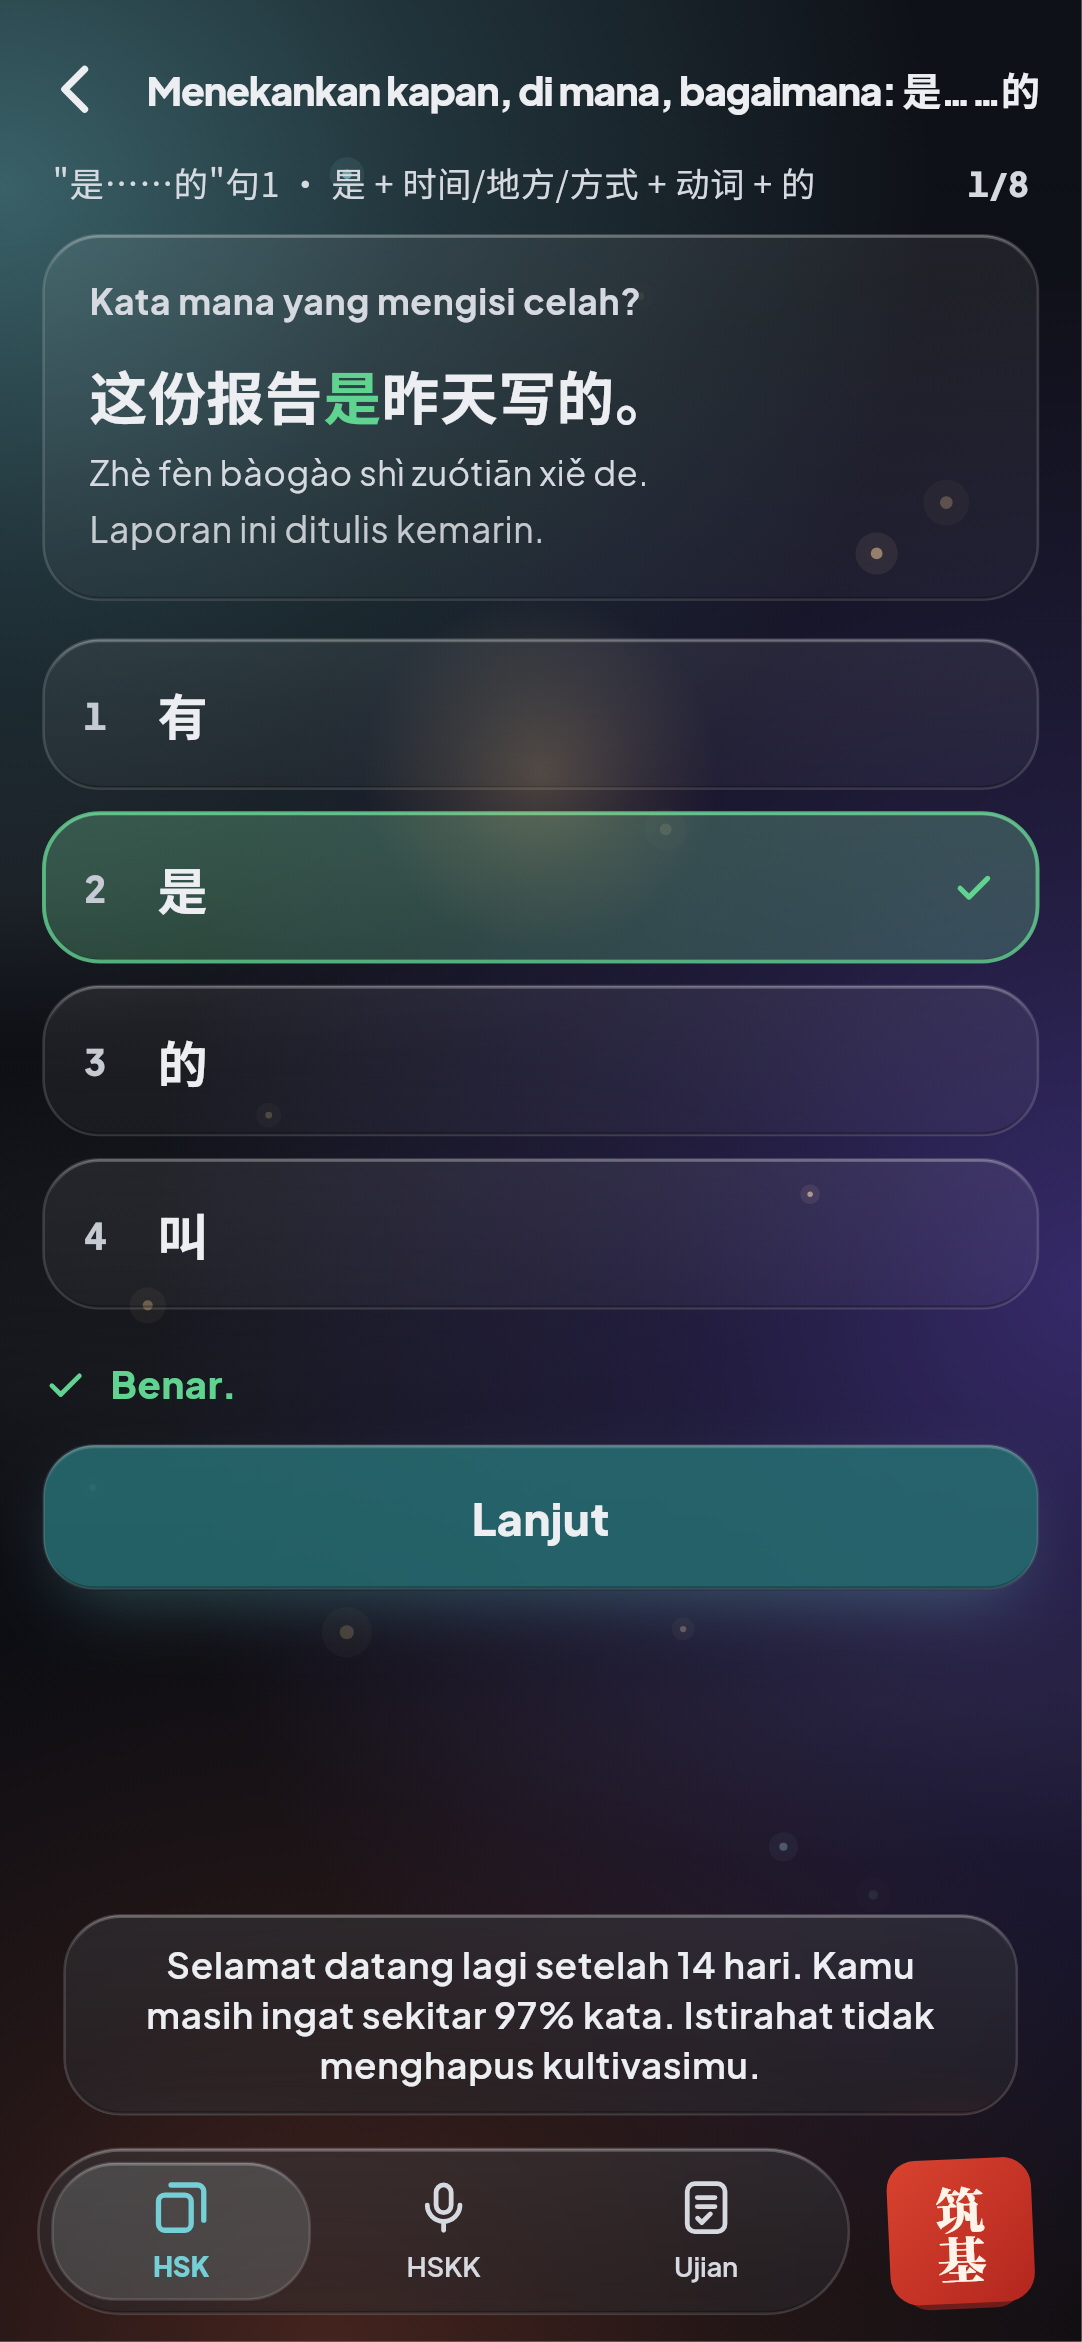 Menekankan kapan, di mana, bagaimana: 是……的
"是……的"句1 · 是 + 时间/地方/方式 + 动词 + 的
1/8
Kata mana yang mengisi celah?
这份报告是昨天写的。
Zhè fèn bàogào shì zuótiān xiě de.
Laporan ini ditulis kemarin.
1 有
2 是
3 的
4 叫
Benar.
Lanjut
Selamat datang lagi setelah 14 hari. Kamu
masih ingat sekitar 97% kata. Istirahat tidak
menghapus kultivasimu.
HSK
HSKK
Ujian
筑
基